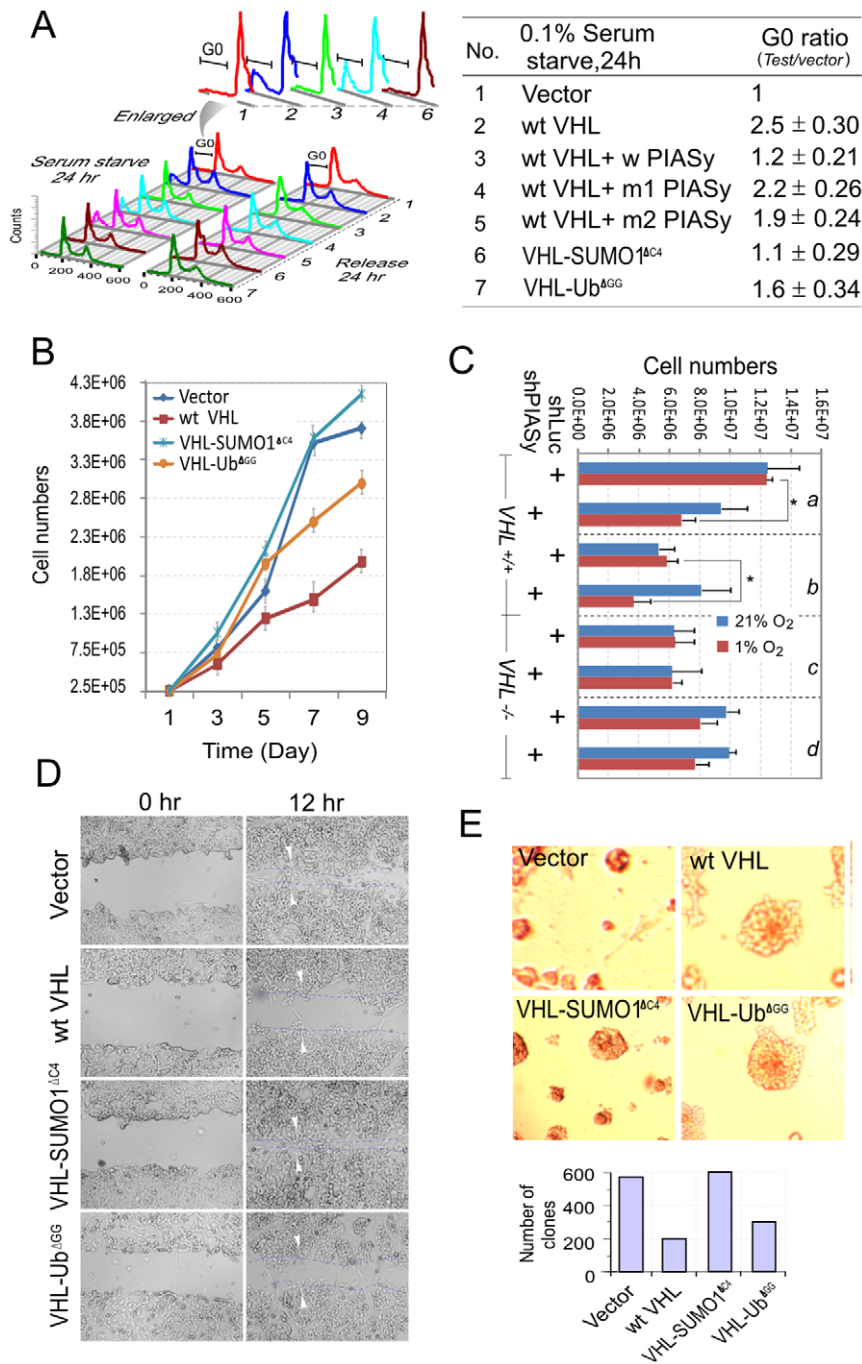 A
G0
1 2 3 4 6
Enlarged
Serum starve
24 hr
G0
G0
Counts
0 200 400 600
0 200 400 600
1
2
3
4
5
6
7
Release
24 hr
No. 0.1% Serum starve,24h G0 ratio (Test/vector)
1 Vector 1
2 wt VHL 2.5 ± 0.30
3 wt VHL+ w PIASy 1.2 ± 0.21
4 wt VHL+ m1 PIASy 2.2 ± 0.26
5 wt VHL+ m2 PIASy 1.9 ± 0.24
6 VHL-SUMO1ΔC4 1.1 ± 0.29
7 VHL-UbΔGG 1.6 ± 0.34
B
Cell numbers
4.3E+06
3.8E+06
3.3E+06
2.8E+06
2.3E+06
1.8E+06
1.3E+06
7.5E+05
2.5E+05
Vector
wt VHL
VHL-SUMO1ΔC4
VHL-UbΔGG
1 3 5 7 9
Time (Day)
C
Cell numbers
0.0E+00 2.0E+06 4.0E+06 6.0E+06 8.0E+06 1.0E+07 1.2E+07 1.4E+07 1.6E+07
shLuc
shPIASy
+
+
+
+
+
+
+
+
VHL +/+
VHL -/-
* a
* b
c
d
21% O2
1% O2
D
0 hr 12 hr
Vector
wt VHL
VHL-SUMO1ΔC4
VHL-UbΔGG
E
Vector
wt VHL
VHL-SUMO1ΔC4
VHL-UbΔGG
Number of
clones
600
400
200
0
Vector
wt VHL
VHL-SUMO1ΔC4
VHL-UbΔGG